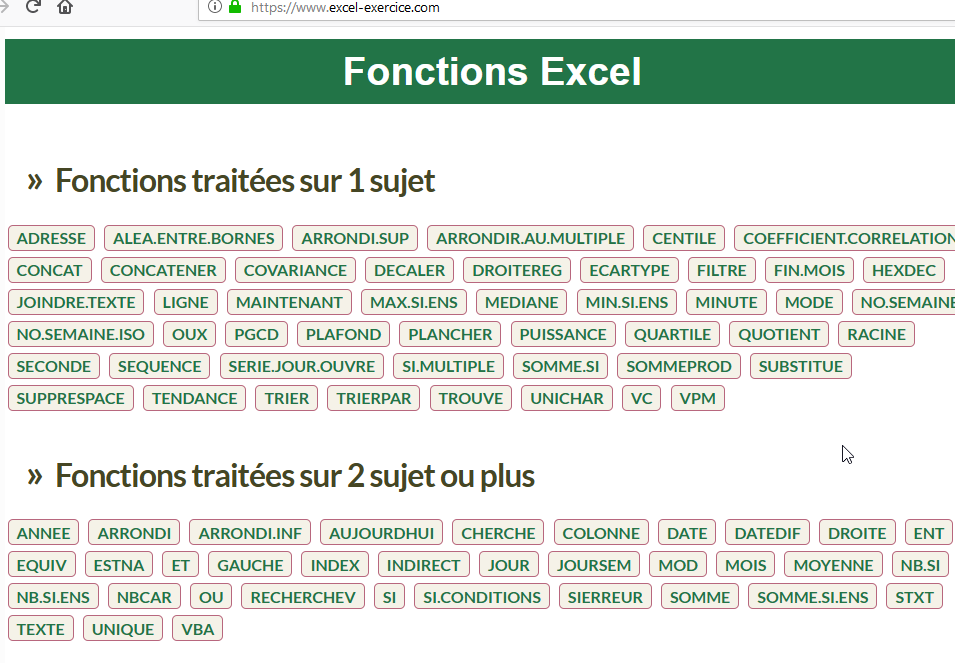 https://www.excel-exercice.com
Fonctions Excel
» Fonctions traitées sur 1 sujet
ADRESSE ALEA.ENTRE.BORNES ARRONDI.SUP ARRONDIR.AU.MULTIPLE CENTILE COEFFICIENT.CORRELATION
CONCAT CONCATENER COVARIANCE DECALER DROITEREG ECARTYPE FILTRE FIN.MOIS HEXDEC
JOINDRE.TEXTE LIGNE MAINTENANT MAX.SI.ENS MEDIANE MIN.SI.ENS MINUTE MODE NO.SEMAINE
NO.SEMAINE.ISO OUX PGCD PLAFOND PLANCHER PUISSANCE QUARTILE QUOTIENT RACINE
SECONDE SEQUENCE SERIE.JOUR.OUVRE SI.MULTIPLE SOMME.SI SOMMEPROD SUBSTITUE
SUPPRESPACE TENDANCE TRIER TRIERPAR TROUVE UNICHAR VC VPM
» Fonctions traitées sur 2 sujet ou plus
ANNEE ARRONDI ARRONDI.INF AUJOURDHUI CHERCHE COLONNE DATE DATEDIF DROITE ENT
EQUIV ESTNA ET GAUCHE INDEX INDIRECT JOUR JOURSEM MOD MOIS MOYENNE NB.SI
NB.SI.ENS NBCAR OU RECHERCHEV SI SI.CONDITIONS SIERREUR SOMME SOMME.SI.ENS STXT
TEXTE UNIQUE VBA